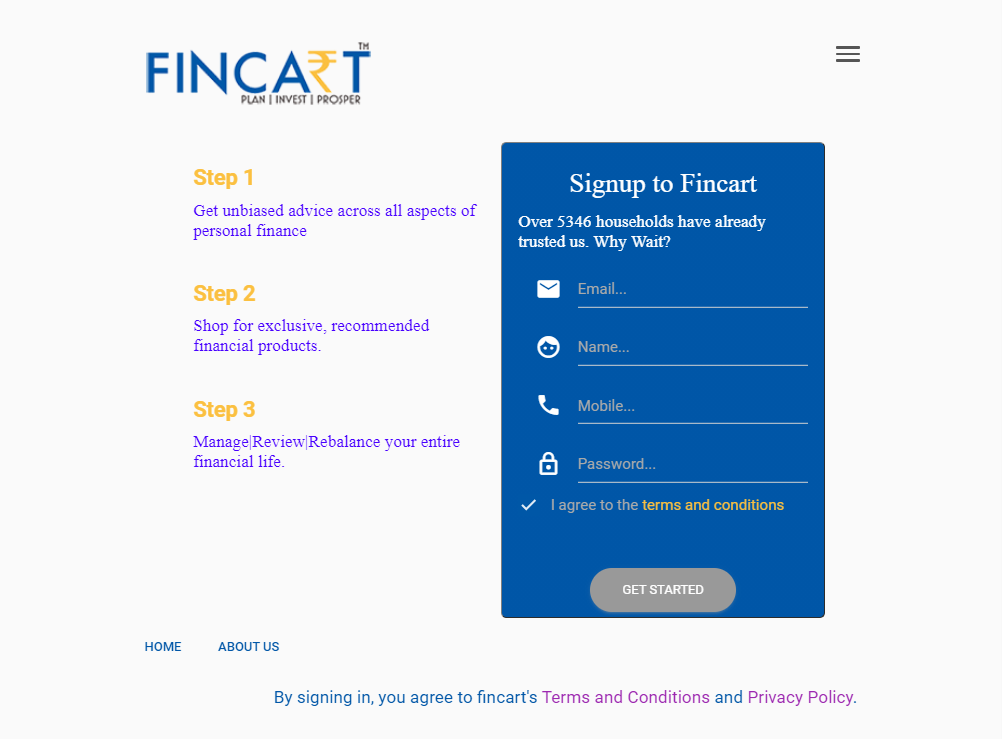 FINCA₹T™
PLAN | INVEST | PROSPER
Step 1
Get unbiased advice across all aspects of
personal finance
Step 2
Shop for exclusive, recommended
financial products.
Step 3
Manage|Review|Rebalance your entire
financial life.
Signup to Fincart
Over 5346 households have already
trusted us. Why Wait?
Email...
Name...
Mobile...
Password...
I agree to the terms and conditions
GET STARTED
HOME ABOUT US
By signing in, you agree to fincart's Terms and Conditions and Privacy Policy.